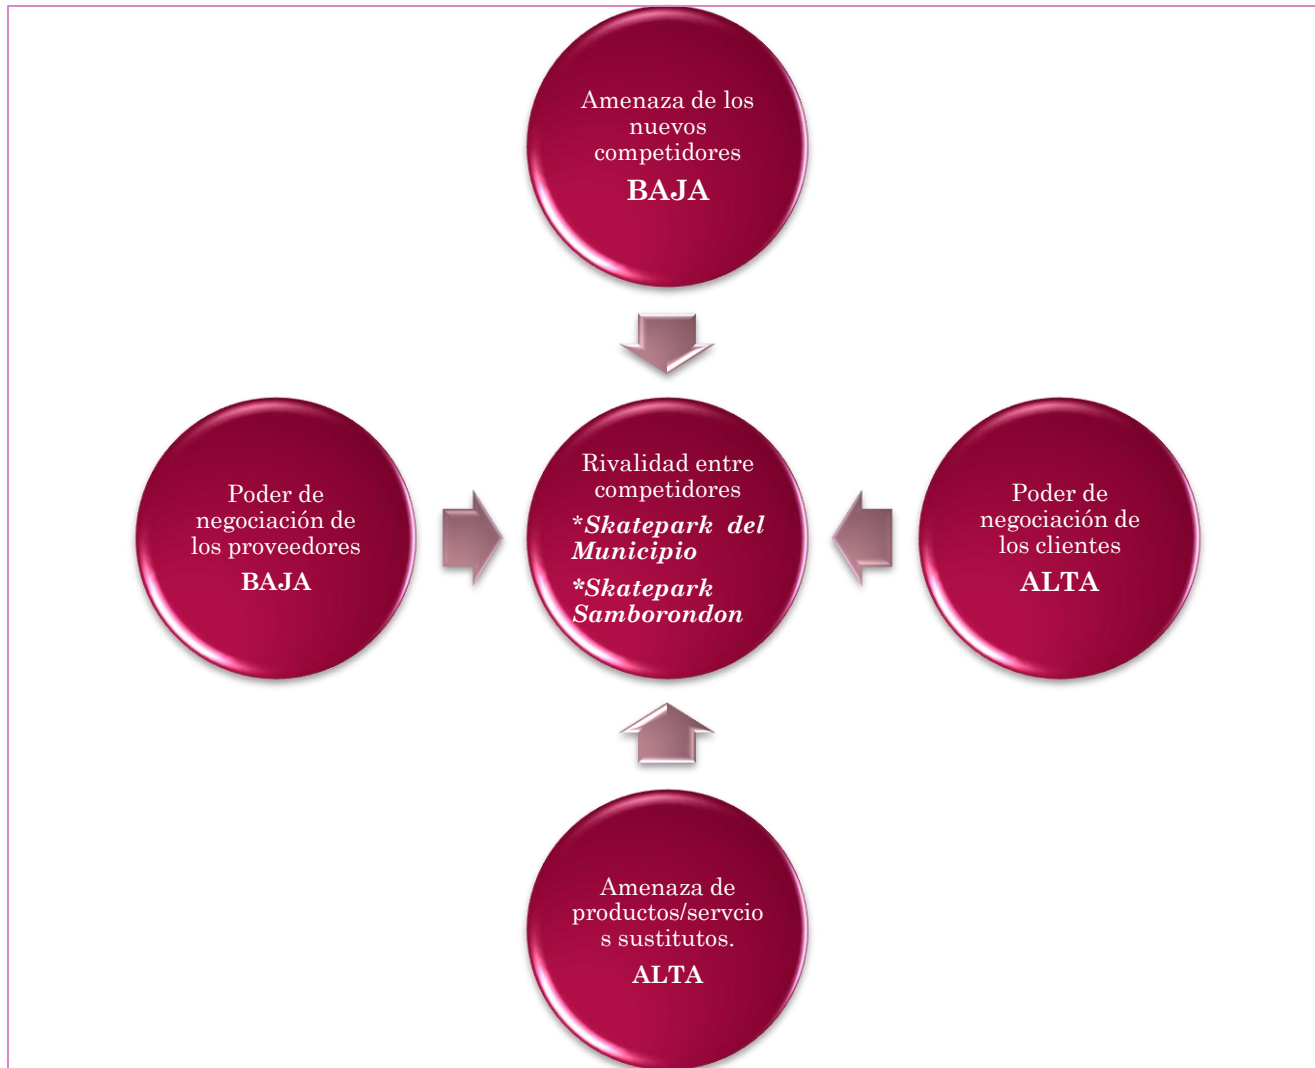 Amenaza de los
nuevos
competidores
BAJA
Poder de
negociación de
los proveedores
BAJA
Rivalidad entre
competidores
*Skatepark del
Municipio
*Skatepark
Samborondon
Poder de
negociación de
los clientes
ALTA
Amenaza de
productos/servcio
s sustitutos.
ALTA